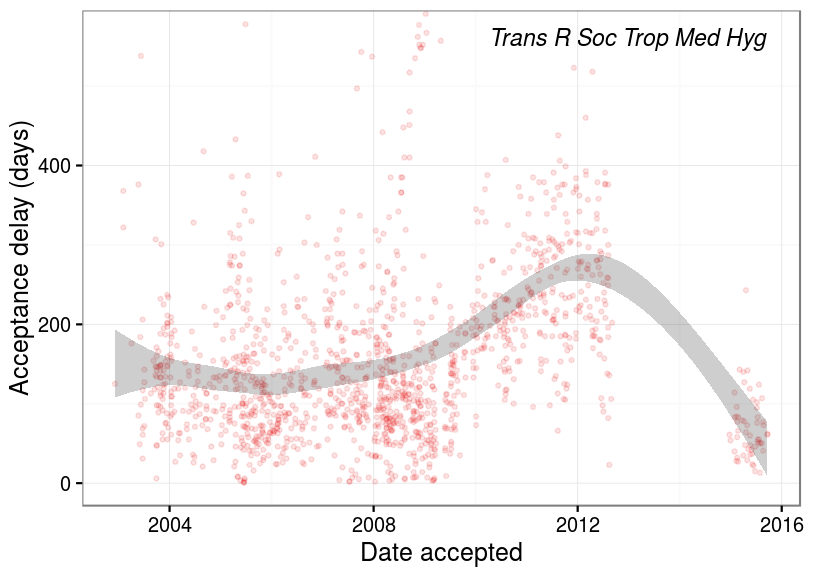 Trans R Soc Trop Med Hyg
Acceptance delay (days)
400
200
0
2004 2008 2012 2016
Date accepted